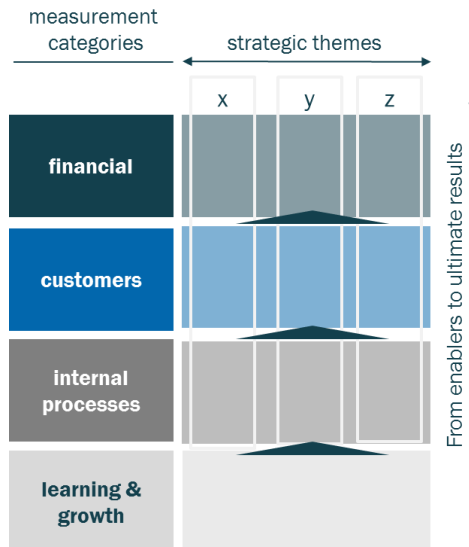 measurement
categories
strategic themes
x
y
z
financial
customers
internal
processes
learning &
growth
From enablers to ultimate results